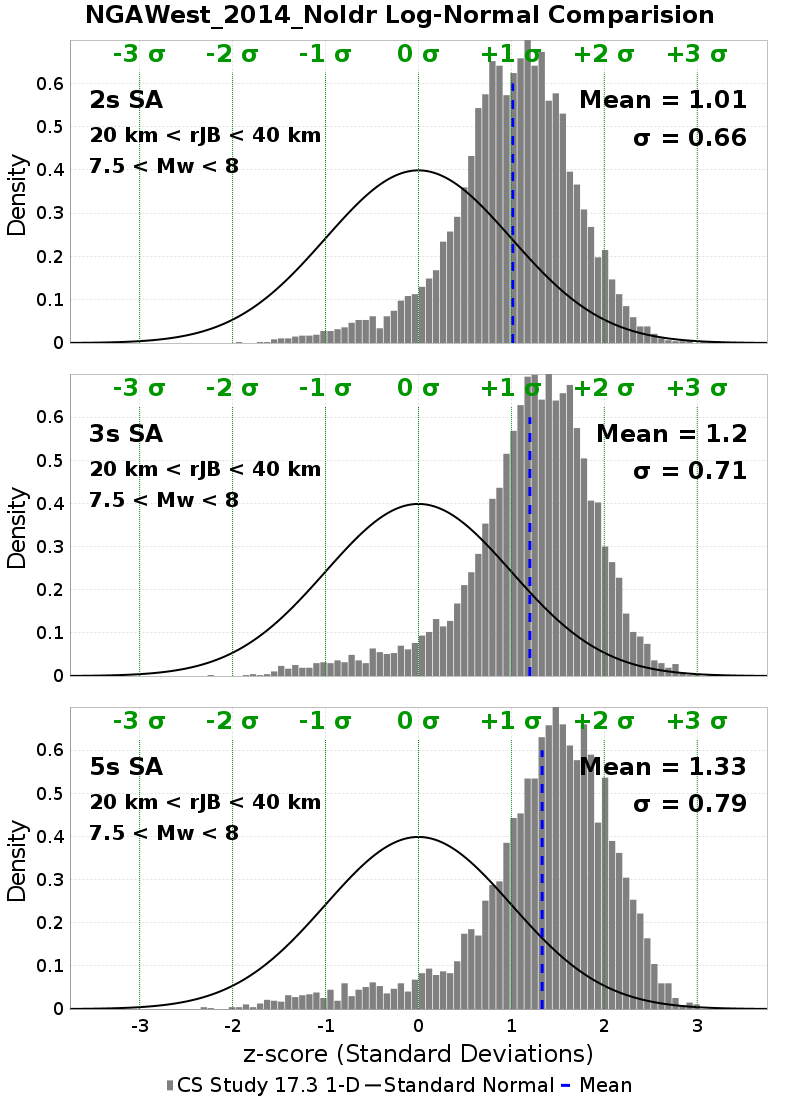 NGAWest_2014_NoIdr Log-Normal Comparision
-3 σ -2 σ -1 σ 0 σ +1 σ +2 σ +3 σ
0.6
2s SA Mean = 1.01
0.5
20 km < rJB < 40 km σ = 0.66
7.5 < Mw < 8
0.4
0.3
0.2
0.1
0
Density
-3 σ -2 σ -1 σ 0 σ +1 σ +2 σ +3 σ
0.6
3s SA Mean = 1.2
0.5
20 km < rJB < 40 km σ = 0.71
7.5 < Mw < 8
0.4
0.3
0.2
0.1
0
Density
-3 σ -2 σ -1 σ 0 σ +1 σ +2 σ +3 σ
0.6
5s SA Mean = 1.33
0.5
20 km < rJB < 40 km σ = 0.79
7.5 < Mw < 8
0.4
0.3
0.2
0.1
0
Density
-3 -2 -1 0 1 2 3
z-score (Standard Deviations)
CS Study 17.3 1-D Standard Normal Mean